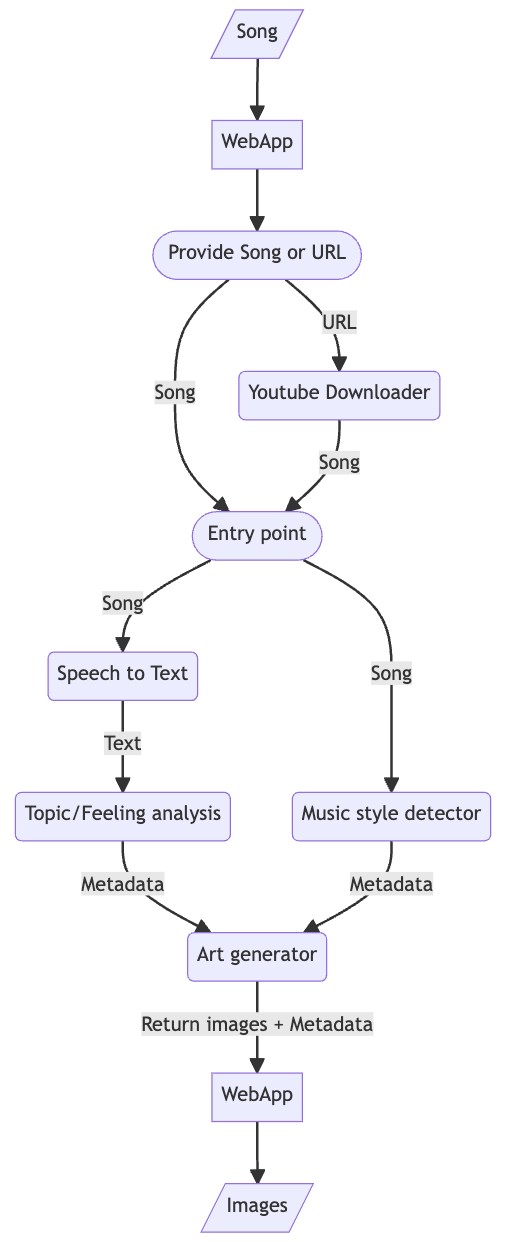 Song
WebApp
Provide Song or URL
URL
Song
Youtube Downloader
Song
Entry point
Song
Speech to Text
Song
Text
Topic/Feeling analysis
Music style detector
Metadata
Metadata
Art generator
Return images + Metadata
WebApp
Images